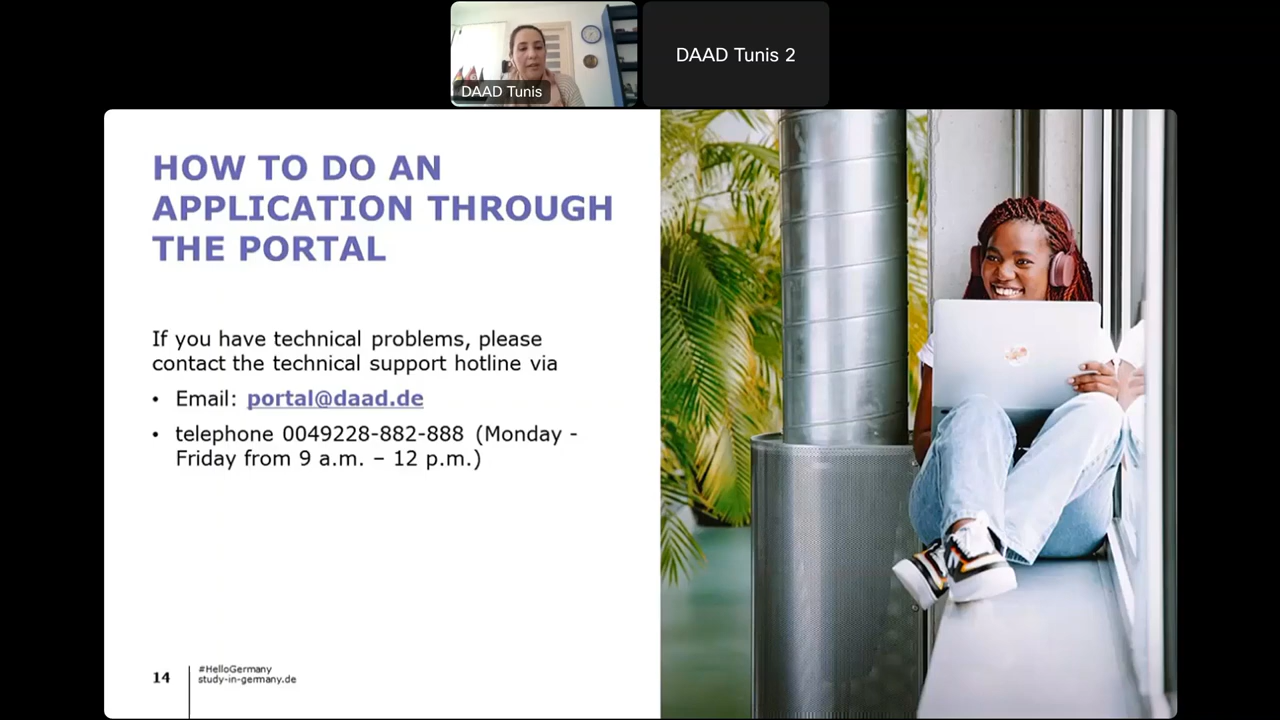 DAAD Tunis
DAAD Tunis 2
HOW TO DO AN
APPLICATION THROUGH
THE PORTAL
If you have technical problems, please
contact the technical support hotline via
• Email: portal@daad.de
• telephone 0049228-882-888 (Monday -
Friday from 9 a.m. – 12 p.m.)
14
#HelloGermany
study-in-germany.de